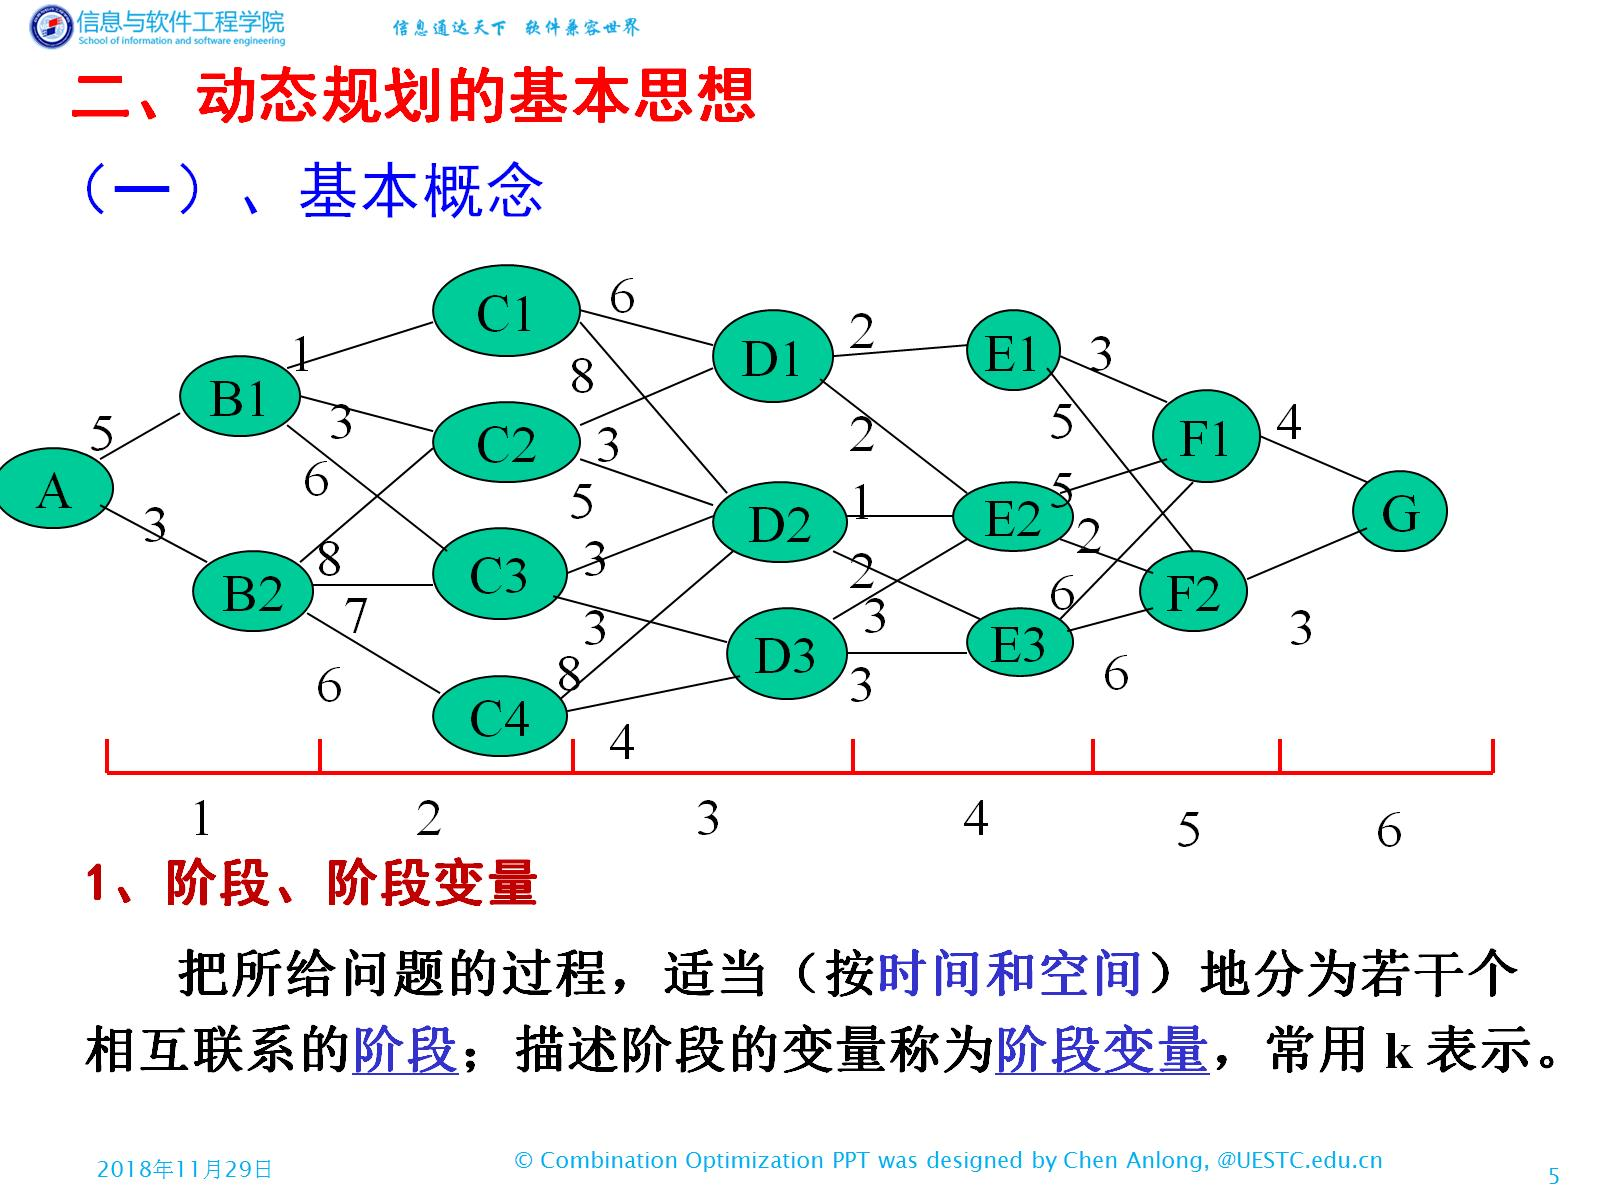 信息与软件工程学院
School of information and software engineering
信息通达天下 软件兼容世界
二、动态规划的基本思想
（一）、基本概念
C1
6
D1
2
E1
3
1
B1
8
3
C2
3
2
5
F1
4
5
A
6
5
1
5
G
3
D2
E2
2
8
C3
3
2
B2
7
3
3
6
F2
D3
E3
3
6
8
3
6
C4
4
1 2 3 4 5 6
1、阶段、阶段变量
把所给问题的过程，适当（按时间和空间）地分为若干个
相互联系的阶段；描述阶段的变量称为阶段变量，常用 k 表示。
2018年11月29日
© Combination Optimization PPT was designed by Chen Anlong, @UESTC.edu.cn
5